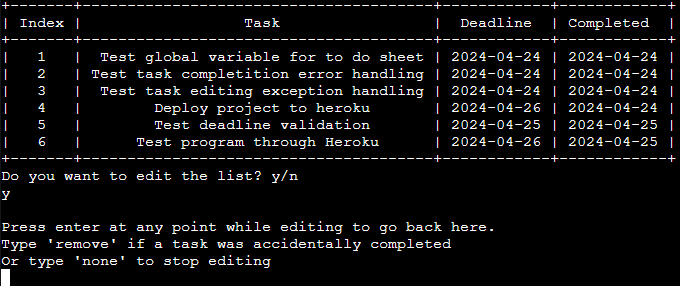 +-------+----------------------------------+------------+------------+
| Index |               Task               |  Deadline  | Completed  |
+-------+----------------------------------+------------+------------+
|   1   |  Test global variable for to do sheet | 2024-04-24 | 2024-04-24 |
|   2   | Test task completition error handling | 2024-04-24 | 2024-04-24 |
|   3   |  Test task editing exception handling | 2024-04-24 | 2024-04-24 |
|   4   |        Deploy project to heroku       | 2024-04-26 | 2024-04-24 |
|   5   |        Test deadline validation       | 2024-04-25 | 2024-04-25 |
|   6   |      Test program through Heroku      | 2024-04-26 | 2024-04-25 |
+-------+----------------------------------+------------+------------+
Do you want to edit the list? y/n
y
Press enter at any point while editing to go back here.
Type 'remove' if a task was accidentally completed
Or type 'none' to stop editing